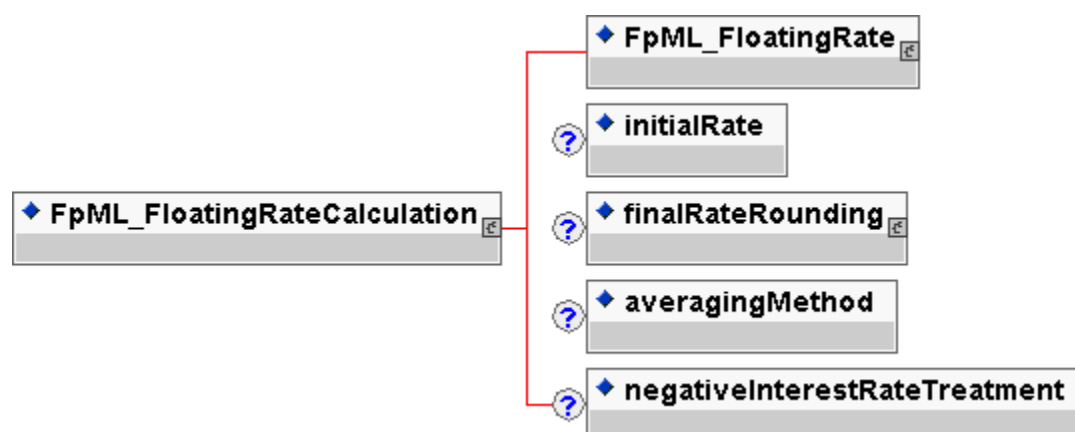 FpML_FloatingRate
? initialRate
FpML_FloatingRateCalculation
? finalRateRounding
? averagingMethod
? negativeInterestRateTreatment